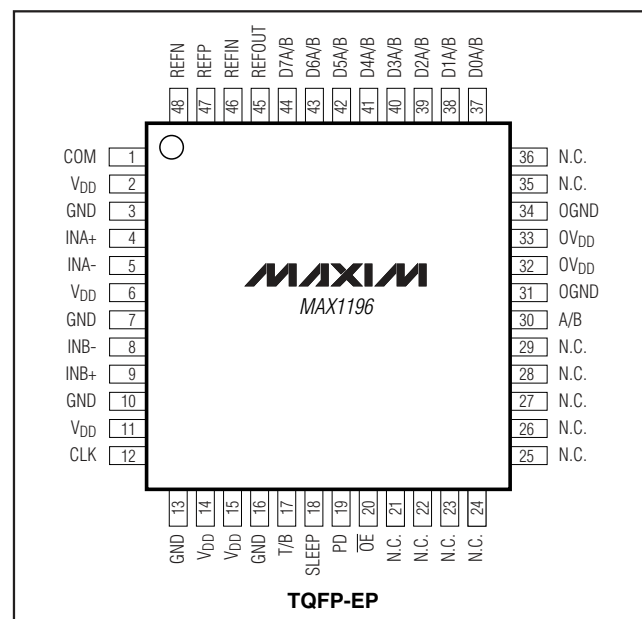 REFN REFP REFIN REFOUT D7A/B D6A/B D5A/B D4A/B D3A/B D2A/B D1A/B D0A/B
48 47 46 45 44 43 42 41 40 39 38 37
COM 1 36 N.C.
VDD 2 35 N.C.
GND 3 34 OGND
INA+ 4 33 OVDD
INA- 5 32 OVDD
VDD 6 31 OGND
GND 7 30 A/B
INB- 8 29 N.C.
INB+ 9 28 N.C.
GND 10 27 N.C.
VDD 11 26 N.C.
CLK 12 25 N.C.
MAXIM
MAX1196
13 14 15 16 17 18 19 20 21 22 23 24
GND VDD VDD GND T/B SLEEP PD OE N.C. N.C. N.C. N.C.
TQFP-EP